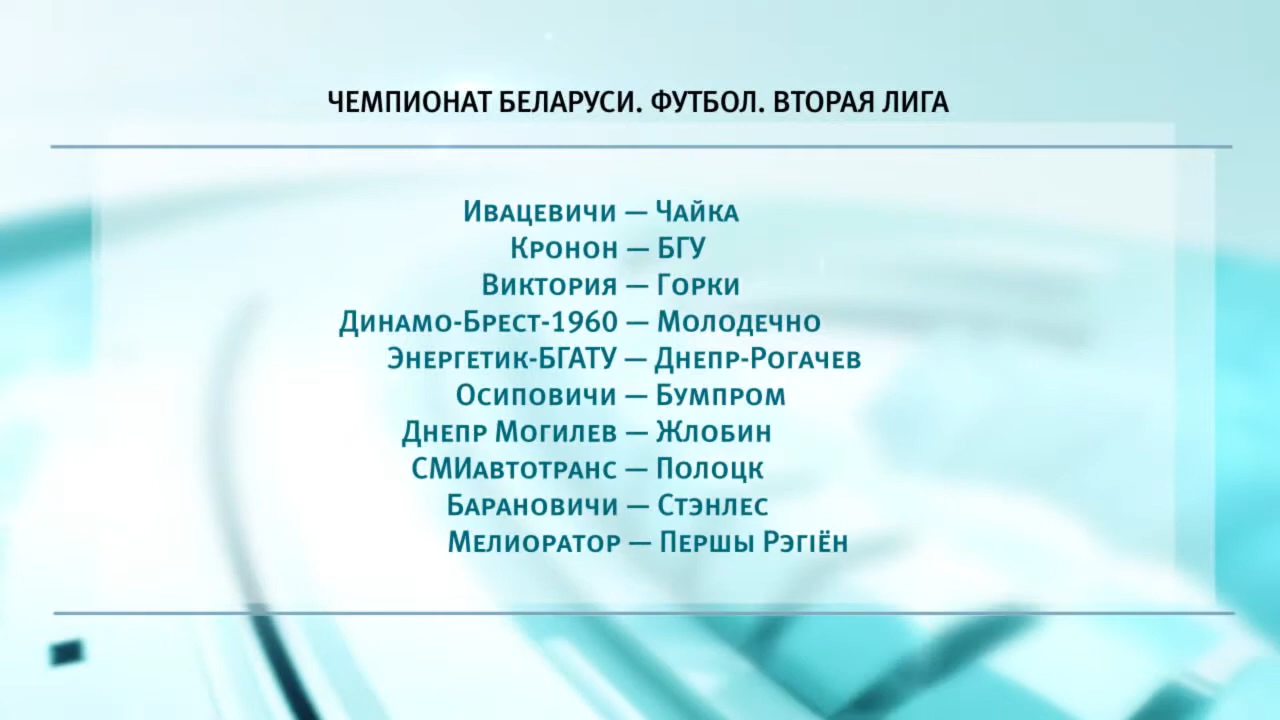 ЧЕМПИОНАТ БЕЛАРУСИ. ФУТБОЛ. ВТОРАЯ ЛИГА
Ивацевичи — Чайка
Кронон — БГУ
Виктория — Горки
Динамо-Брест-1960 — Молодечно
Энергетик-БГАТУ — Днепр-Рогачев
Осиповичи — Бумпром
Днепр Могилев — Жлобин
СМИавтотранс — Полоцк
Барановичи — Стэнлес
Мелиоратор — Першы Рэгіён